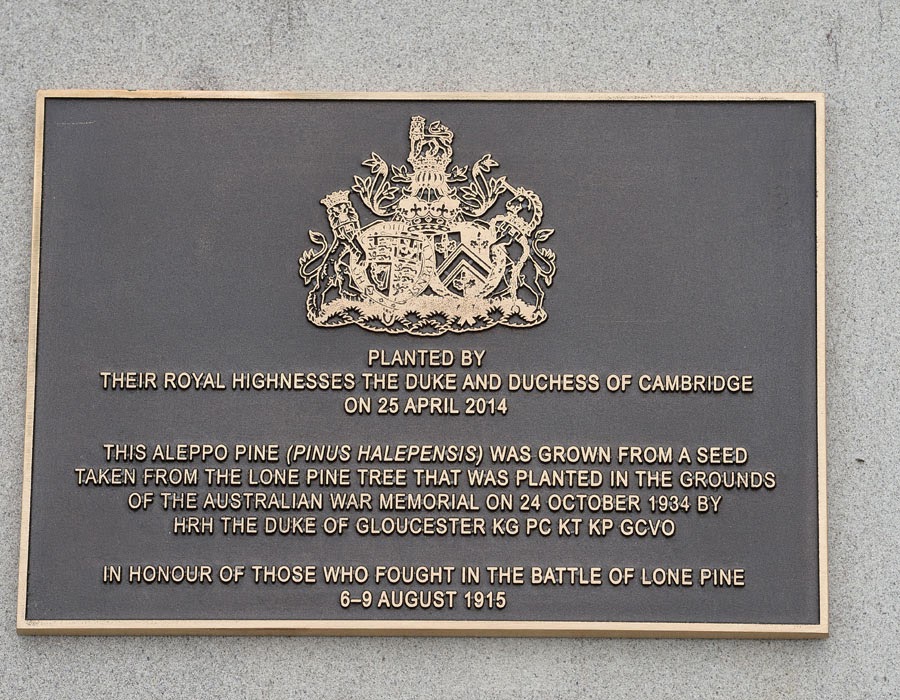 PLANTED BY
THEIR ROYAL HIGHNESSES THE DUKE AND DUCHESS OF CAMBRIDGE
ON 25 APRIL 2014
THIS ALEPPO PINE (PINUS HALEPENSIS) WAS GROWN FROM A SEED
TAKEN FROM THE LONE PINE TREE THAT WAS PLANTED IN THE GROUNDS
OF THE AUSTRALIAN WAR MEMORIAL ON 24 OCTOBER 1934 BY
HRH THE DUKE OF GLOUCESTER KG PC KT KP GCVO
IN HONOUR OF THOSE WHO FOUGHT IN THE BATTLE OF LONE PINE
6–9 AUGUST 1915